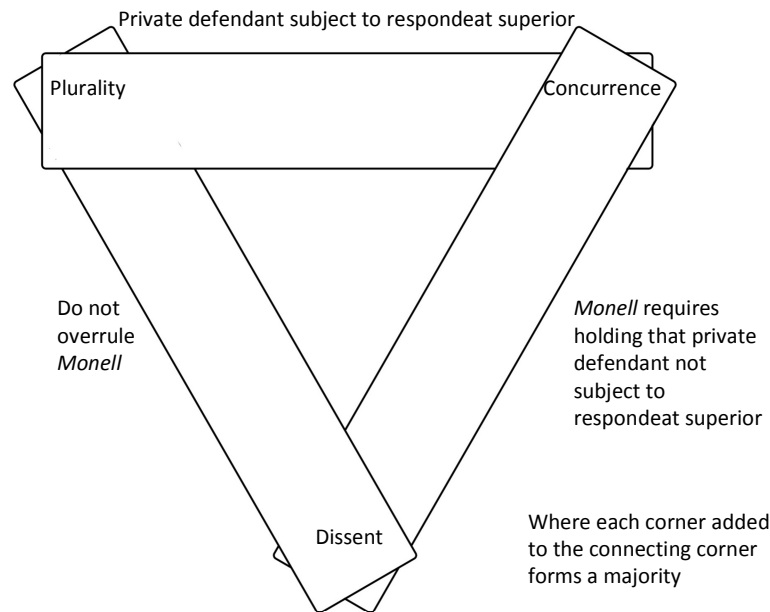 Private defendant subject to respondeat superior
Plurality
Concurrence
Do not
overrule
Monell
Monell requires
holding that private
defendant not
subject to
respondeat superior
Dissent
Where each corner added
to the connecting corner
forms a majority